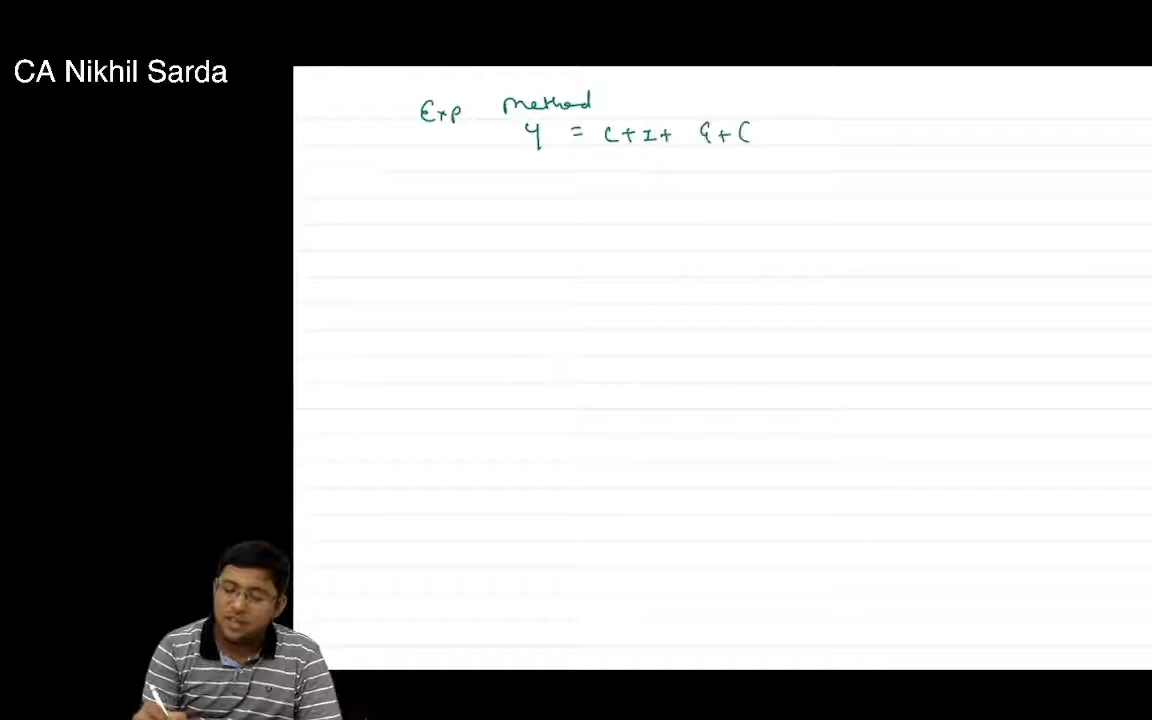 CA Nikhil Sarda
Exp Method
Y = C + I + G + (